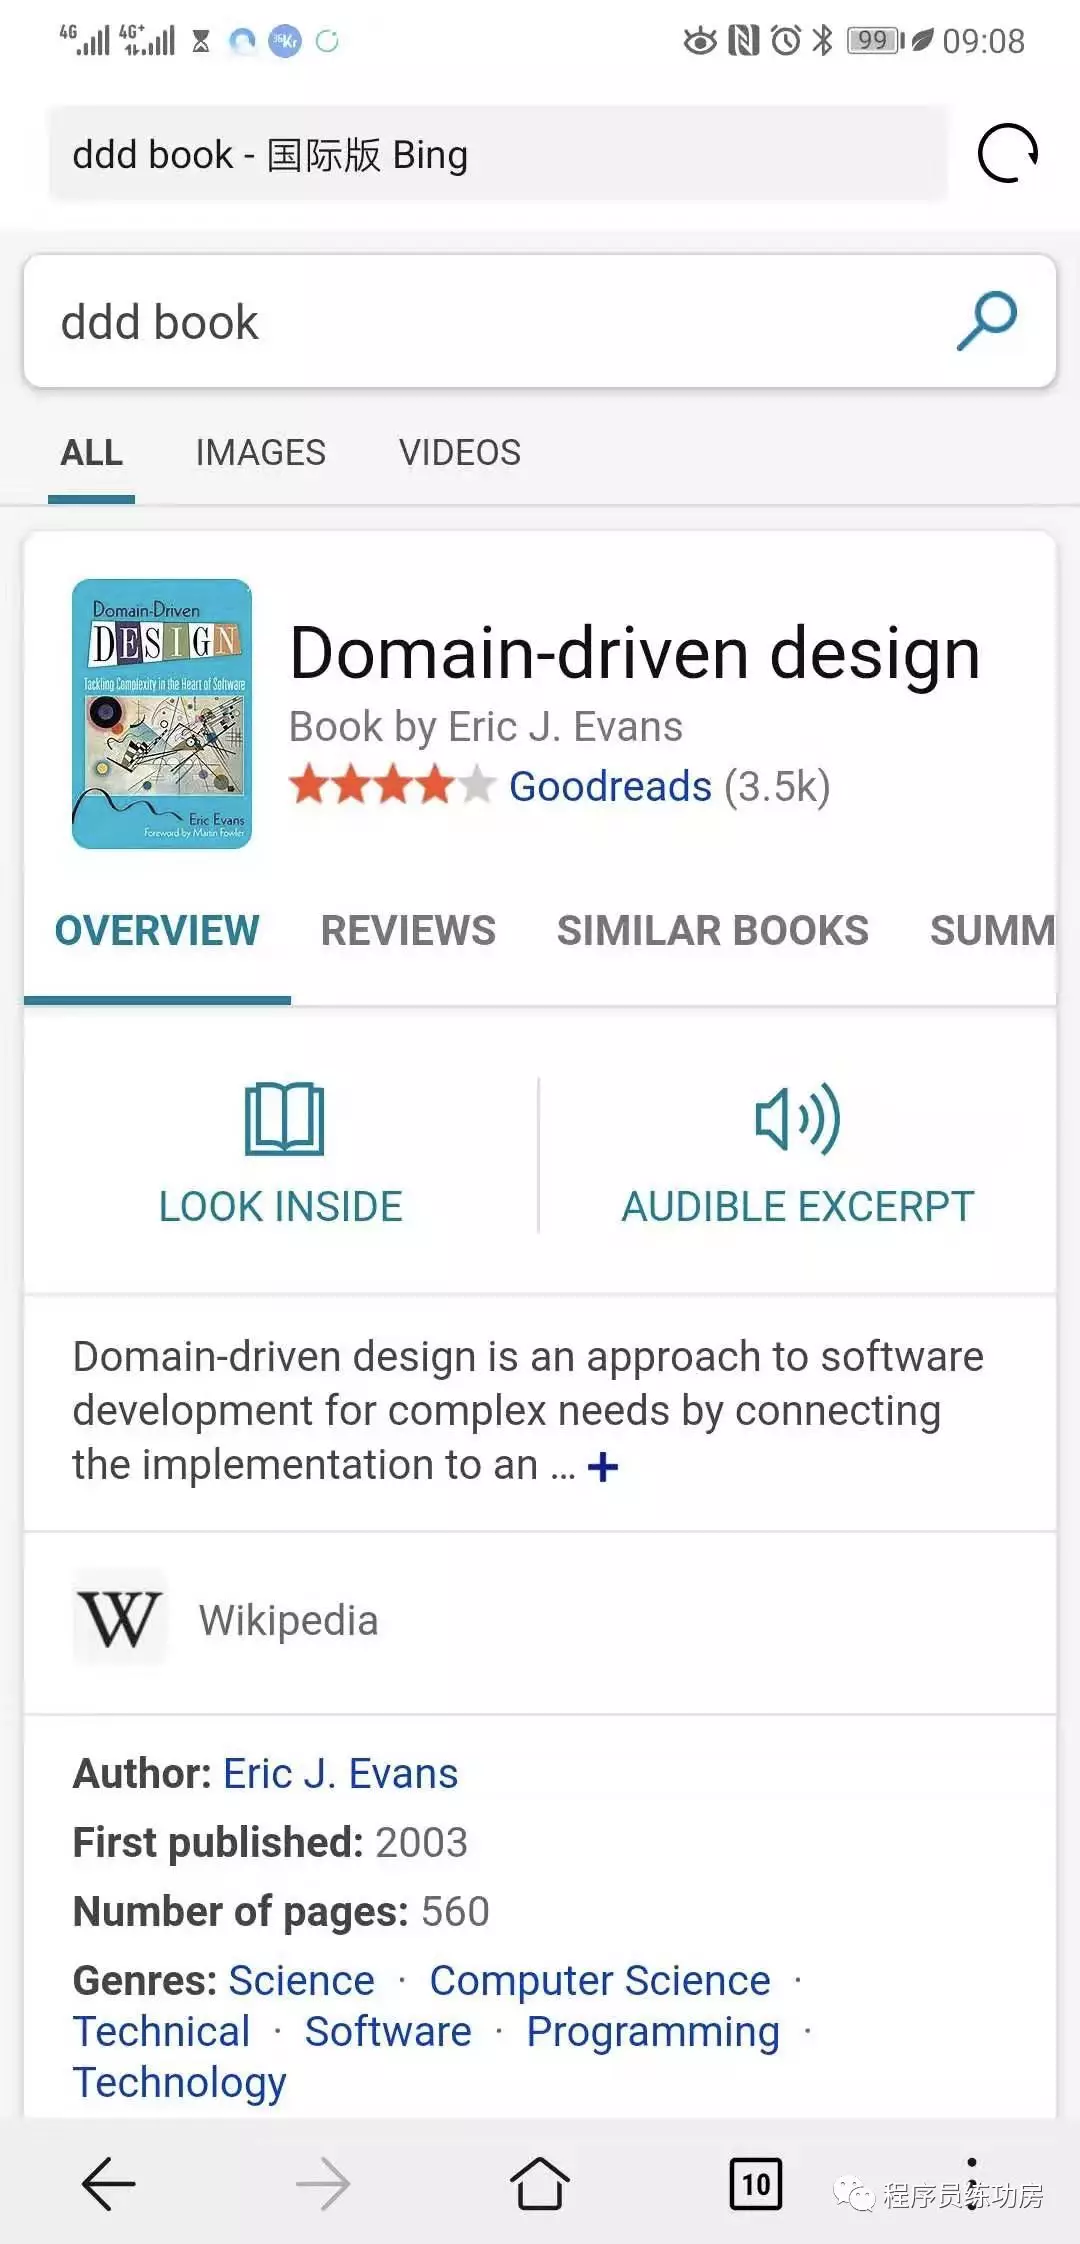 4G 4G+ 36Kr 99 09:08
ddd book - 国际版 Bing
ddd book
ALL IMAGES VIDEOS
Domain-Driven
DESIGN
Tackling Complexity in the Heart of Software
Eric Evans
Foreword by Martin Fowler
Domain-driven design
Book by Eric J. Evans
Goodreads (3.5k)
OVERVIEW REVIEWS SIMILAR BOOKS SUMM
LOOK INSIDE AUDIBLE EXCERPT
Domain-driven design is an approach to software
development for complex needs by connecting
the implementation to an ... +
W Wikipedia
Author: Eric J. Evans
First published: 2003
Number of pages: 560
Genres: Science · Computer Science ·
Technical · Software · Programming ·
Technology
10 程序员练功房